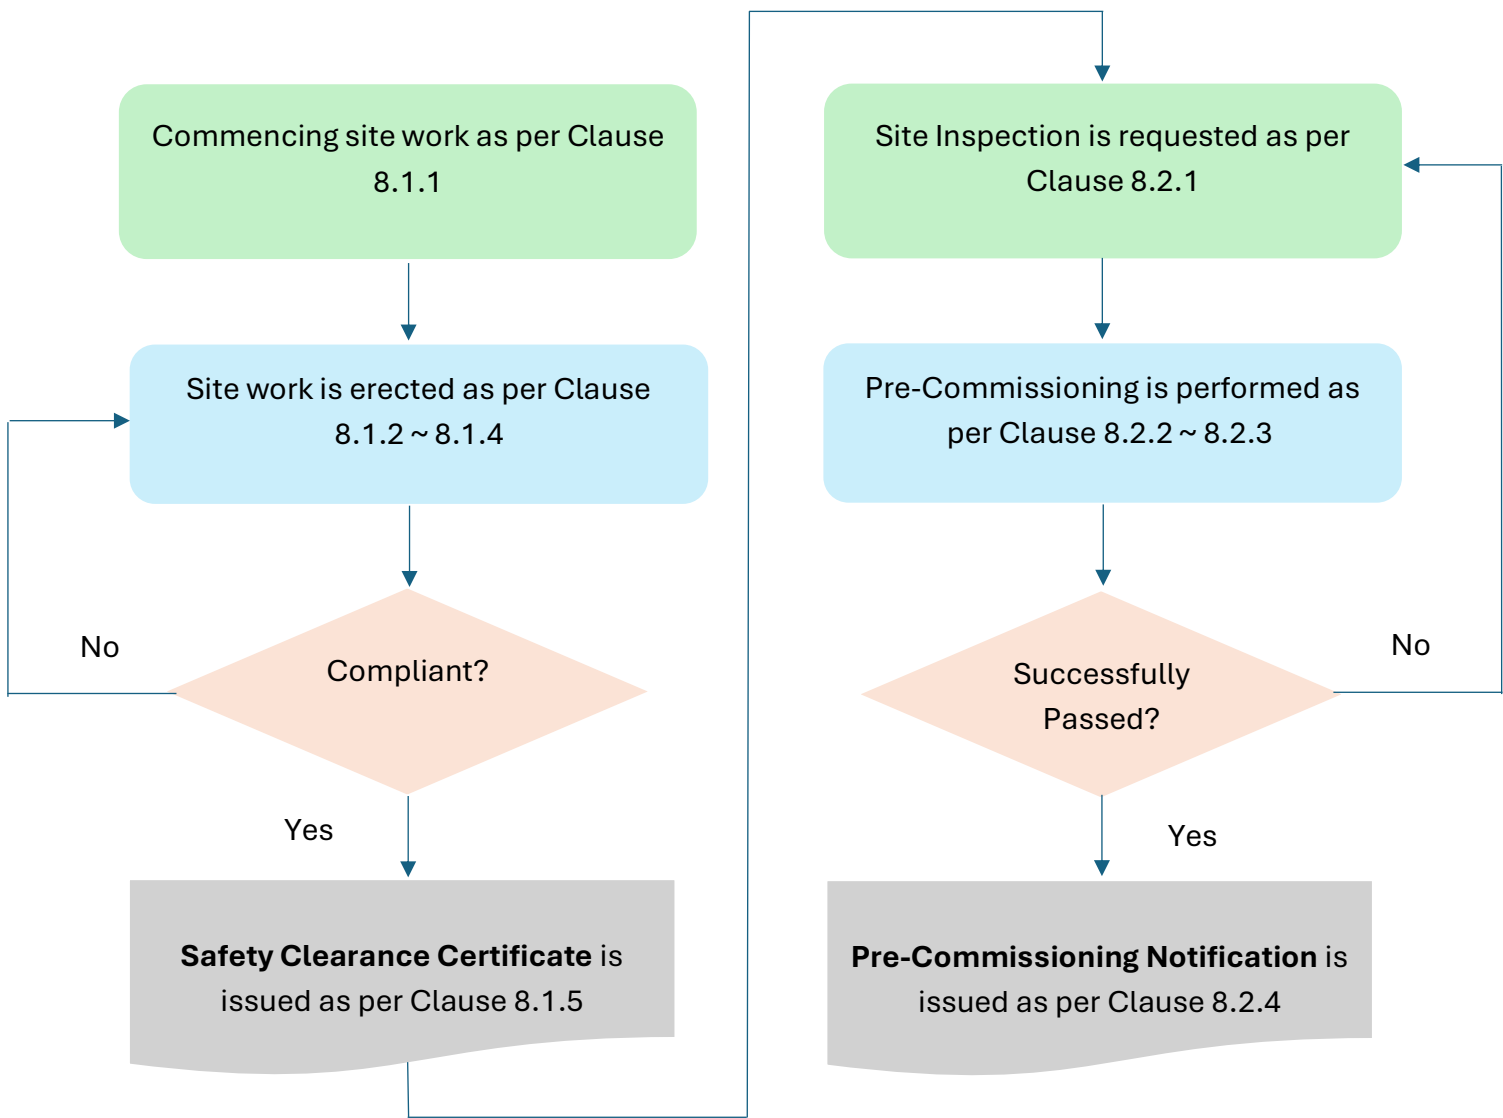 Commencing site work as per Clause
8.1.1
Site work is erected as per Clause
8.1.2 ~ 8.1.4
Compliant?
No
Yes
Safety Clearance Certificate is
issued as per Clause 8.1.5
Site Inspection is requested as per
Clause 8.2.1
Pre-Commissioning is performed as
per Clause 8.2.2 ~ 8.2.3
Successfully
Passed?
No
Yes
Pre-Commissioning Notification is
issued as per Clause 8.2.4